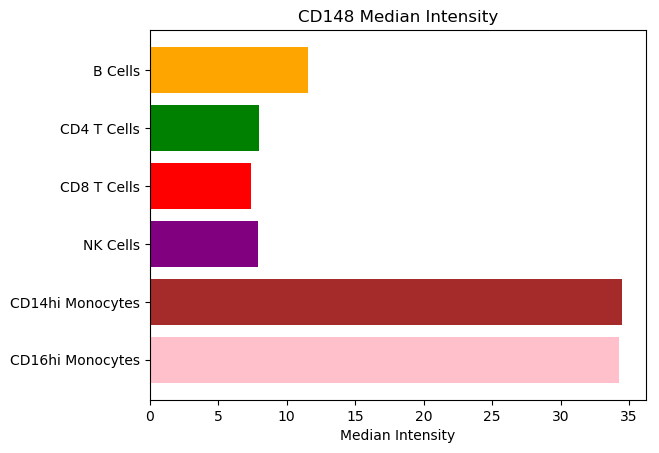 CD148 Median Intensity
B Cells
CD4 T Cells
CD8 T Cells
NK Cells
CD14hi Monocytes
CD16hi Monocytes
0 5 10 15 20 25 30 35
Median Intensity